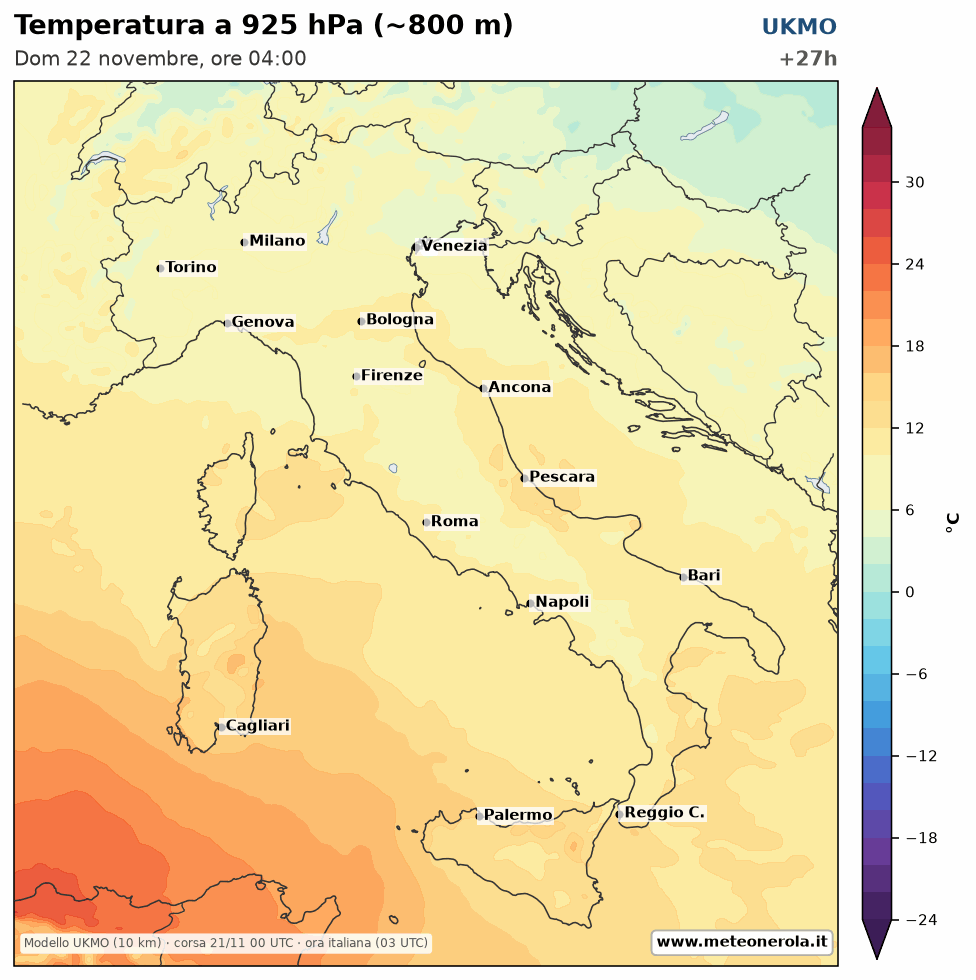 Temperatura a 925 hPa (~800 m)
UKMO
Dom 22 novembre, ore 04:00
+27h
Milano
Venezia
Torino
Genova
Bologna
Firenze
Ancona
Pescara
Roma
Bari
Napoli
Cagliari
Palermo
Reggio C.
30
24
18
12
6
0
−6
−12
−18
−24
°C
Modello UKMO (10 km) · corsa 21/11 00 UTC · ora italiana (03 UTC)
www.meteonerola.it